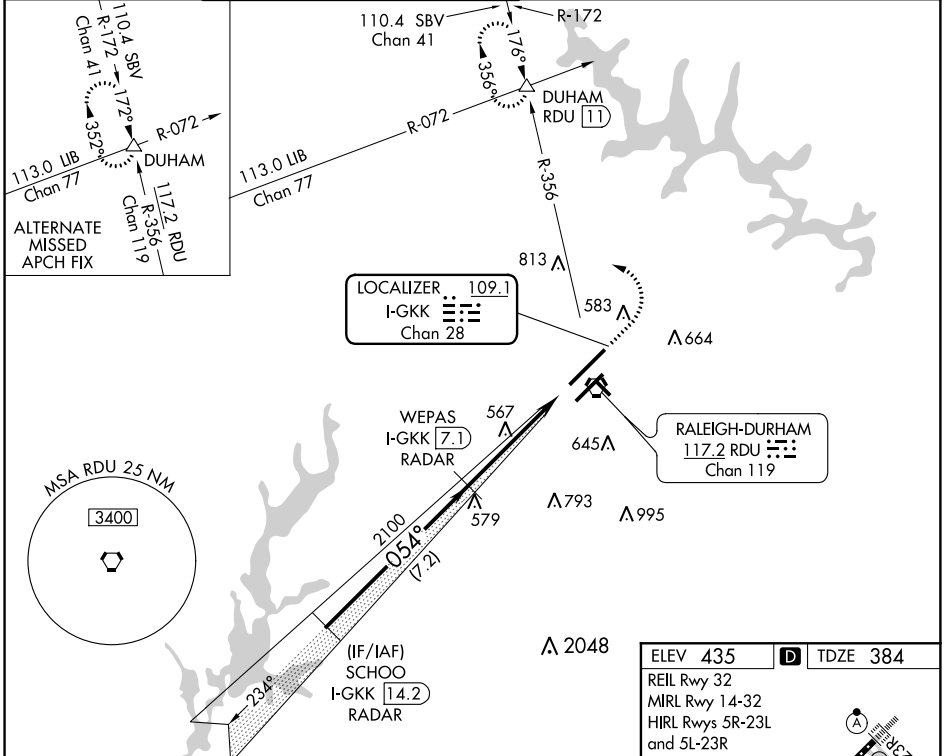 110.4 SBV
R-172
Chan 41
172°
352°
R-072
DUHAM
113.0 LIB
Chan 77
117.2 RDU
R-356
Chan 119
ALTERNATE
MISSED
APCH FIX
110.4 SBV
Chan 41
R-172
176°
356°
DUHAM
RDU 11
R-072
113.0 LIB
Chan 77
R-356
813
583
664
LOCALIZER 109.1
I-GKK
Chan 28
WEPAS
I-GKK 7.1
RADAR
567
645
RALEIGH-DURHAM
117.2 RDU
Chan 119
MSA RDU 25 NM
3400
579
793
995
2100
054°
(7.2)
2048
(IF/IAF)
SCHOO
I-GKK 14.2
RADAR
234°
ELEV 435 D TDZE 384
REIL Rwy 32
MIRL Rwy 14-32
HIRL Rwys 5R-23L
and 5L-23R
A